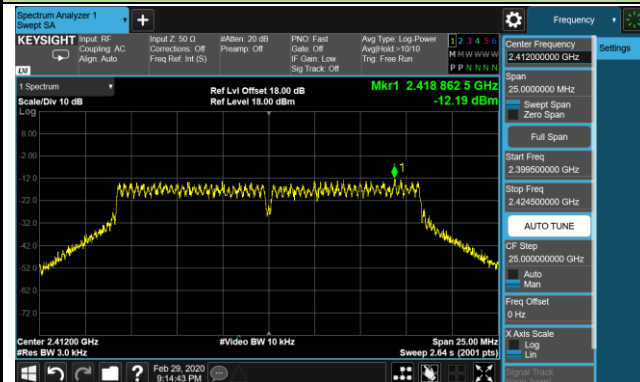 Spectrum Analyzer 1
Swept SA
Frequency
KEYSIGHT
Input: RF
Coupling: AC
Align: Auto
Input Z: 50 Ω
Corrections: Off
Freq Ref: Int (S)
#Atten: 20 dB
Preamp: Off
PNO: Fast
Gate: Off
IF Gain: Low
Sig Track: Off
Avg Type: Log-Power
Avg|Hold:>10/10
Trig: Free Run
1 2 3 4 5 6
M W W W W W
P P N N N N
LXI
1 Spectrum
Scale/Div 10 dB
Ref Lvl Offset 18.00 dB
Ref Level 18.00 dBm
Mkr1 2.418 862 5 GHz
-12.19 dBm
Log
8.00
-2.00
-12.0
-22.0
-32.0
-42.0
-52.0
-62.0
-72.0
1
Center 2.41200 GHz
#Res BW 3.0 kHz
#Video BW 10 kHz
Span 25.00 MHz
Sweep 2.64 s (2001 pts)
Center Frequency
2.412000000 GHz
Settings
Span
25.0000000 MHz
Swept Span
Zero Span
Full Span
Start Freq
2.399500000 GHz
Stop Freq
2.424500000 GHz
AUTO TUNE
CF Step
25.00000000 GHz
Auto
Man
Freq Offset
0 Hz
X Axis Scale
Log
Lin
Signal Track
?
Feb 29, 2020
9:14:43 PM